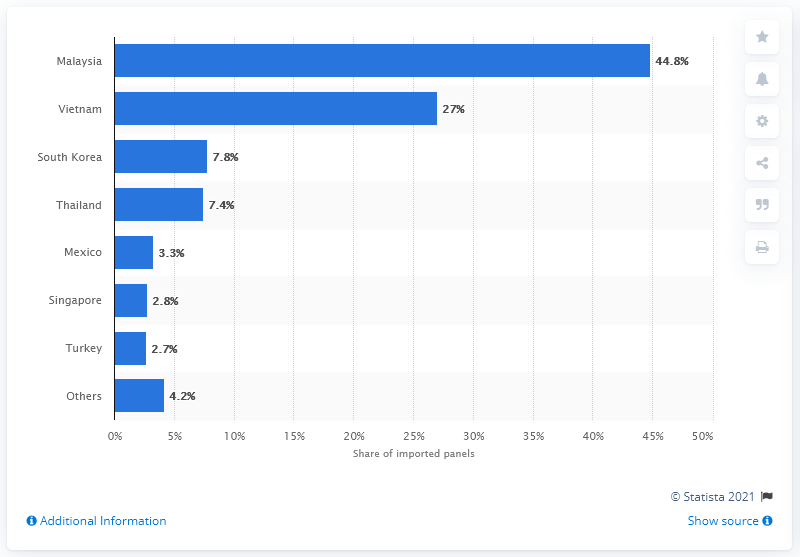 Malaysia 44.8%
Vietnam 27%
South Korea 7.8%
Thailand 7.4%
Mexico 3.3%
Singapore 2.8%
Turkey 2.7%
Others 4.2%
0% 5% 10% 15% 20% 25% 30% 35% 40% 45% 50%
Share of imported panels
© Statista 2021
Additional Information Show source